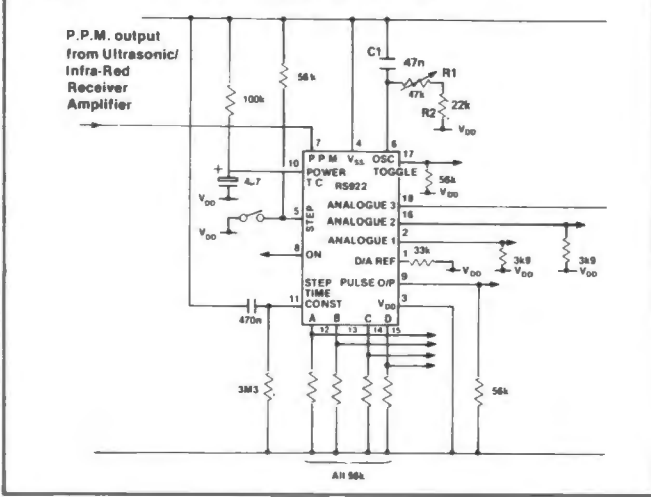 P.P.M. output
from Ultrasonic/
Infra-Red
Receiver
Amplifier
56k
100k
C1
47n
R1
47k
R2
22k
VDD
7
4
6
PPM
VSS
OSC
17
10
POWER
T C
TOGGLE
RS922
56k
VDD
+
4μ7
VDD
ANALOGUE 3
18
ANALOGUE 2
16
5
STEP
VDD
ANALOGUE 1
2
8
ON
D/A REF
1
33k
VDD
3k9
VDD
3k9
VDD
STEP
TIME
CONST
11
PULSE O/P
9
VDD
3
470n
A
B
C
D
12
13
14
15
3M3
56k
All 56k